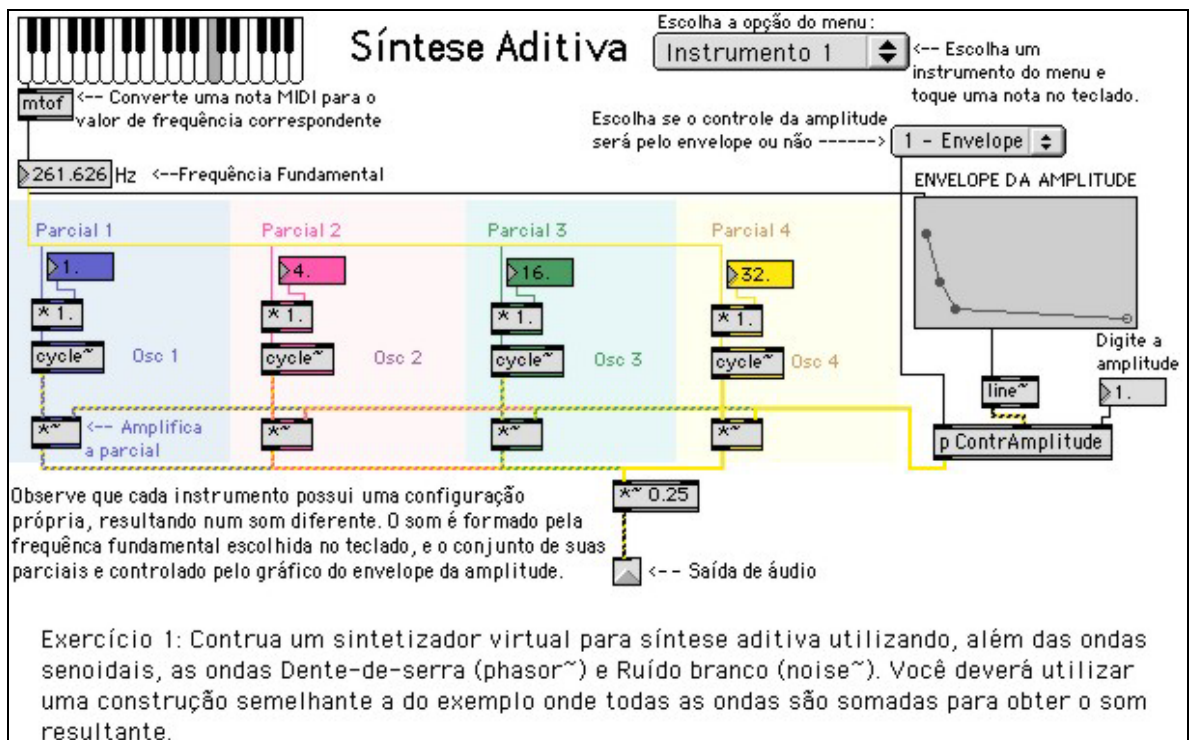 Síntese Aditiva
Escolha a opção do menu:
Instrumento 1
<-- Escolha um
instrumento do menu e
toque uma nota no teclado.
mtof
<-- Converte uma nota MIDI para o
valor de frequência correspondente
Escolha se o controle da amplitude
será pelo envelope ou não ------>
1 - Envelope
261.626
Hz
<--Frequência Fundamental
ENVELOPE DA AMPLITUDE
Parcial 1
Parcial 2
Parcial 3
Parcial 4
1.
4.
16.
32.
* 1.
* 1.
* 1.
* 1.
cycle~
Osc 1
cycle~
Osc 2
cycle~
Osc 3
cycle~
Osc 4
Digite a
amplitude
line~
1.
*~
<-- Amplifica
a parcial
*~
*~
*~
p ContrAmplitude
Observe que cada instrumento possui uma configuração
própria, resultando num som diferente. O som é formado pela
frequênca fundamental escolhida no teclado, e o conjunto de suas
parciais e controlado pelo gráfico do envelope da amplitude.
*~ 0.25
<-- Saída de áudio
Exercício 1: Contrua um sintetizador virtual para síntese aditiva utilizando, além das ondas
senoidais, as ondas Dente-de-serra (phasor~) e Ruído branco (noise~). Você deverá utilizar
uma construção semelhante a do exemplo onde todas as ondas são somadas para obter o som
resultante.